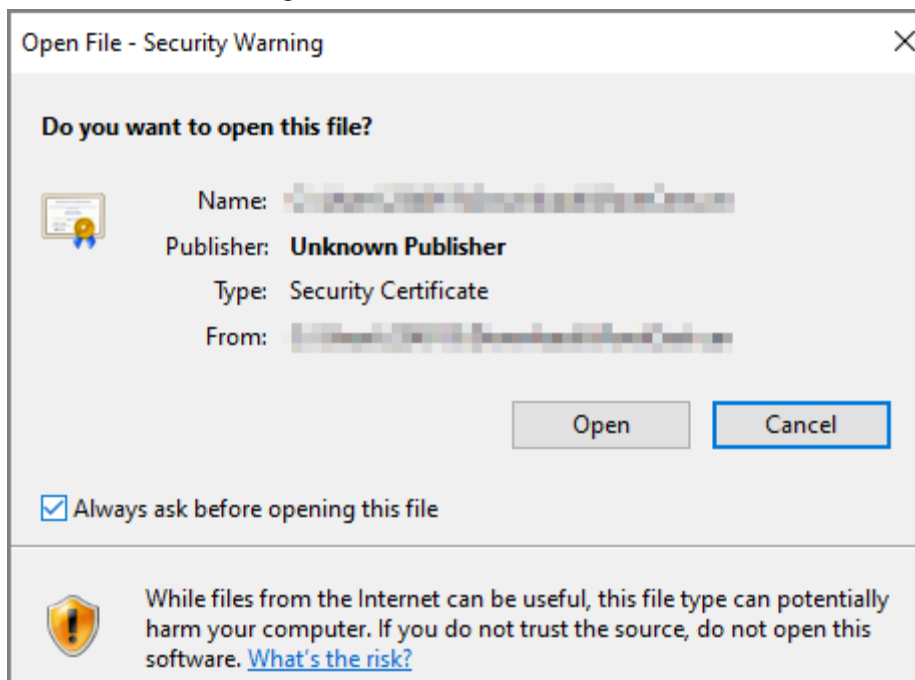 Open File - Security Warning
Do you want to open this file?
Name:
Publisher: Unknown Publisher
Type: Security Certificate
From:
Open Cancel
Always ask before opening this file
While files from the Internet can be useful, this file type can potentially
harm your computer. If you do not trust the source, do not open this
software. What's the risk?